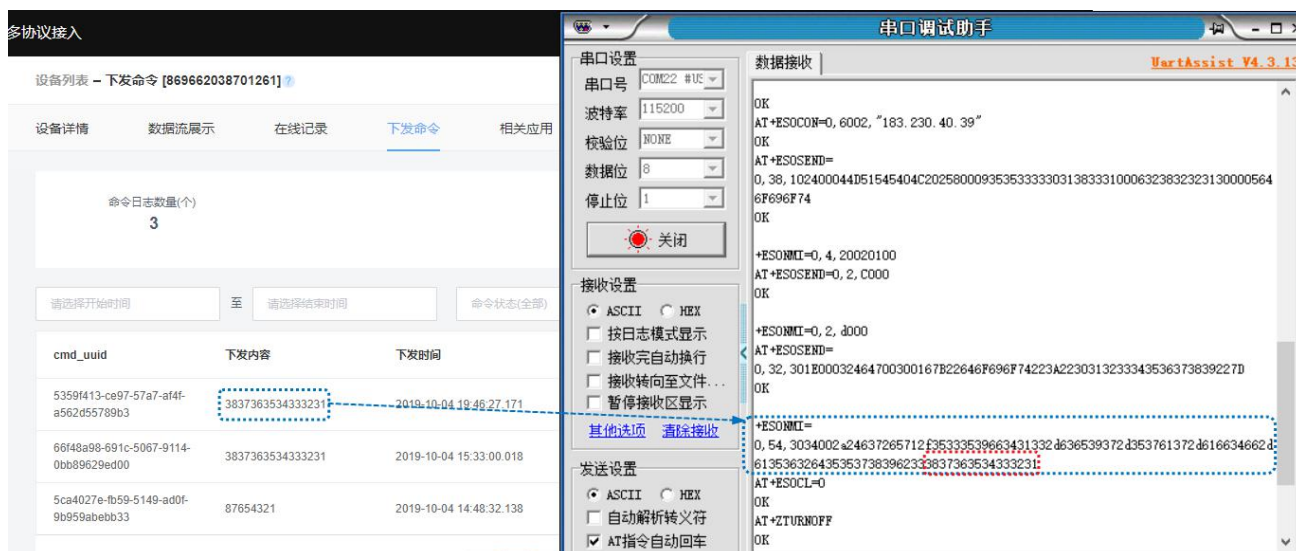 多协议接入
设备列表 – 下发命令 [869662038701261] ?
设备详情 数据流展示 在线记录 下发命令 相关应用
命令日志数量(个)
3
请选择开始时间 至 请选择结束时间 命令状态(全部)
cmd_uuid 下发内容 下发时间
5359f413-ce97-57a7-af4f-
a562d55789b3
3837363534333231 2019-10-04 19:46:27.171
66f48a98-691c-5067-9114-
0bb89629ed00
3837363534333231 2019-10-04 15:33:00.018
5ca4027e-fb59-5149-ad0f-
9b959abebb33
87654321 2019-10-04 14:48:32.138
串口调试助手
串口设置
串口号 COM22 #US
波特率 115200
校验位 NONE
数据位 8
停止位 1
关闭
接收设置
ASCII HEX
按日志模式显示
接收完自动换行
接收转向至文件...
暂停接收区显示
其他选项 清除接收
发送设置
ASCII HEX
自动解析转义符
AT指令自动回车
数据接收 UartAssist V4.3.13
OK
AT+ESOCON=0,6002,"183.230.40.39"
OK
AT+ESOSEND=
0,38,102400044D51545404C20258000935353333303138333100063238323231300005646F696F74
OK
+ESONMI=0,4,20020100
AT+ESOSEND=0,2,C000
OK
+ESONMI=0,2,d000
AT+ESOSEND=
0,32,301E00032464700300167B22646F696F74223A2230313233343536373839227D
OK
+ESONMI=
0,54,3034002a24637265712f35333539663431332d636539372d353761372d616634662d
6135363264353537383962333837363534333231
AT+ESOCL=0
OK
AT+ZTURNOFF
OK